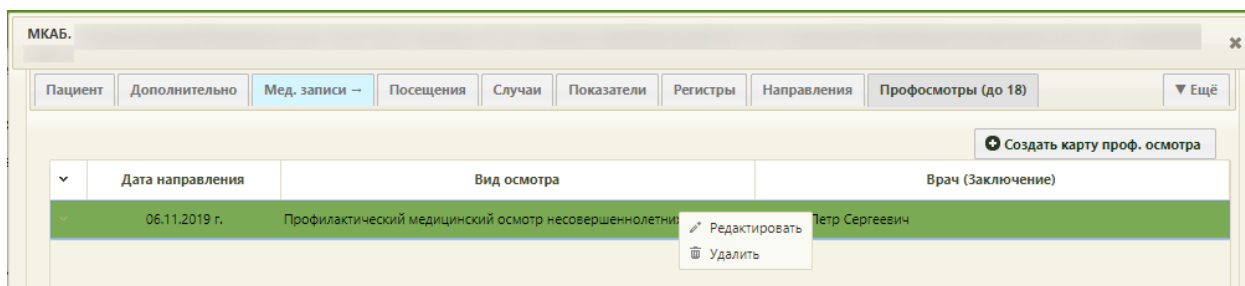 МКАБ.
Пациент Дополнительно Мед. записи → Посещения Случаи Показатели Регистры Направления Профосмотры (до 18) ▼ Ещё
Создать карту проф. осмотра
Дата направления Вид осмотра Врач (Заключение)
06.11.2019 г. Профилактический медицинский осмотр Петр Сергеевич
Редактировать
Удалить